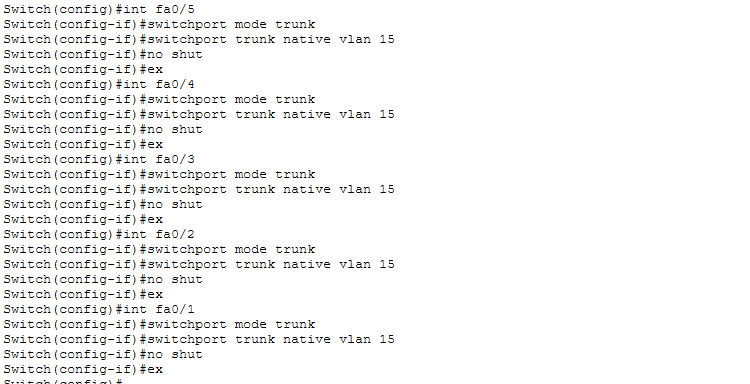 Switch(config)#int fa0/5
Switch(config-if)#switchport mode trunk
Switch(config-if)#switchport trunk native vlan 15
Switch(config-if)#no shut
Switch(config-if)#ex
Switch(config)#int fa0/4
Switch(config-if)#switchport mode trunk
Switch(config-if)#switchport trunk native vlan 15
Switch(config-if)#no shut
Switch(config-if)#ex
Switch(config)#int fa0/3
Switch(config-if)#switchport mode trunk
Switch(config-if)#switchport trunk native vlan 15
Switch(config-if)#no shut
Switch(config-if)#ex
Switch(config)#int fa0/2
Switch(config-if)#switchport mode trunk
Switch(config-if)#switchport trunk native vlan 15
Switch(config-if)#no shut
Switch(config-if)#ex
Switch(config)#int fa0/1
Switch(config-if)#switchport mode trunk
Switch(config-if)#switchport trunk native vlan 15
Switch(config-if)#no shut
Switch(config-if)#ex
Switch(config)#